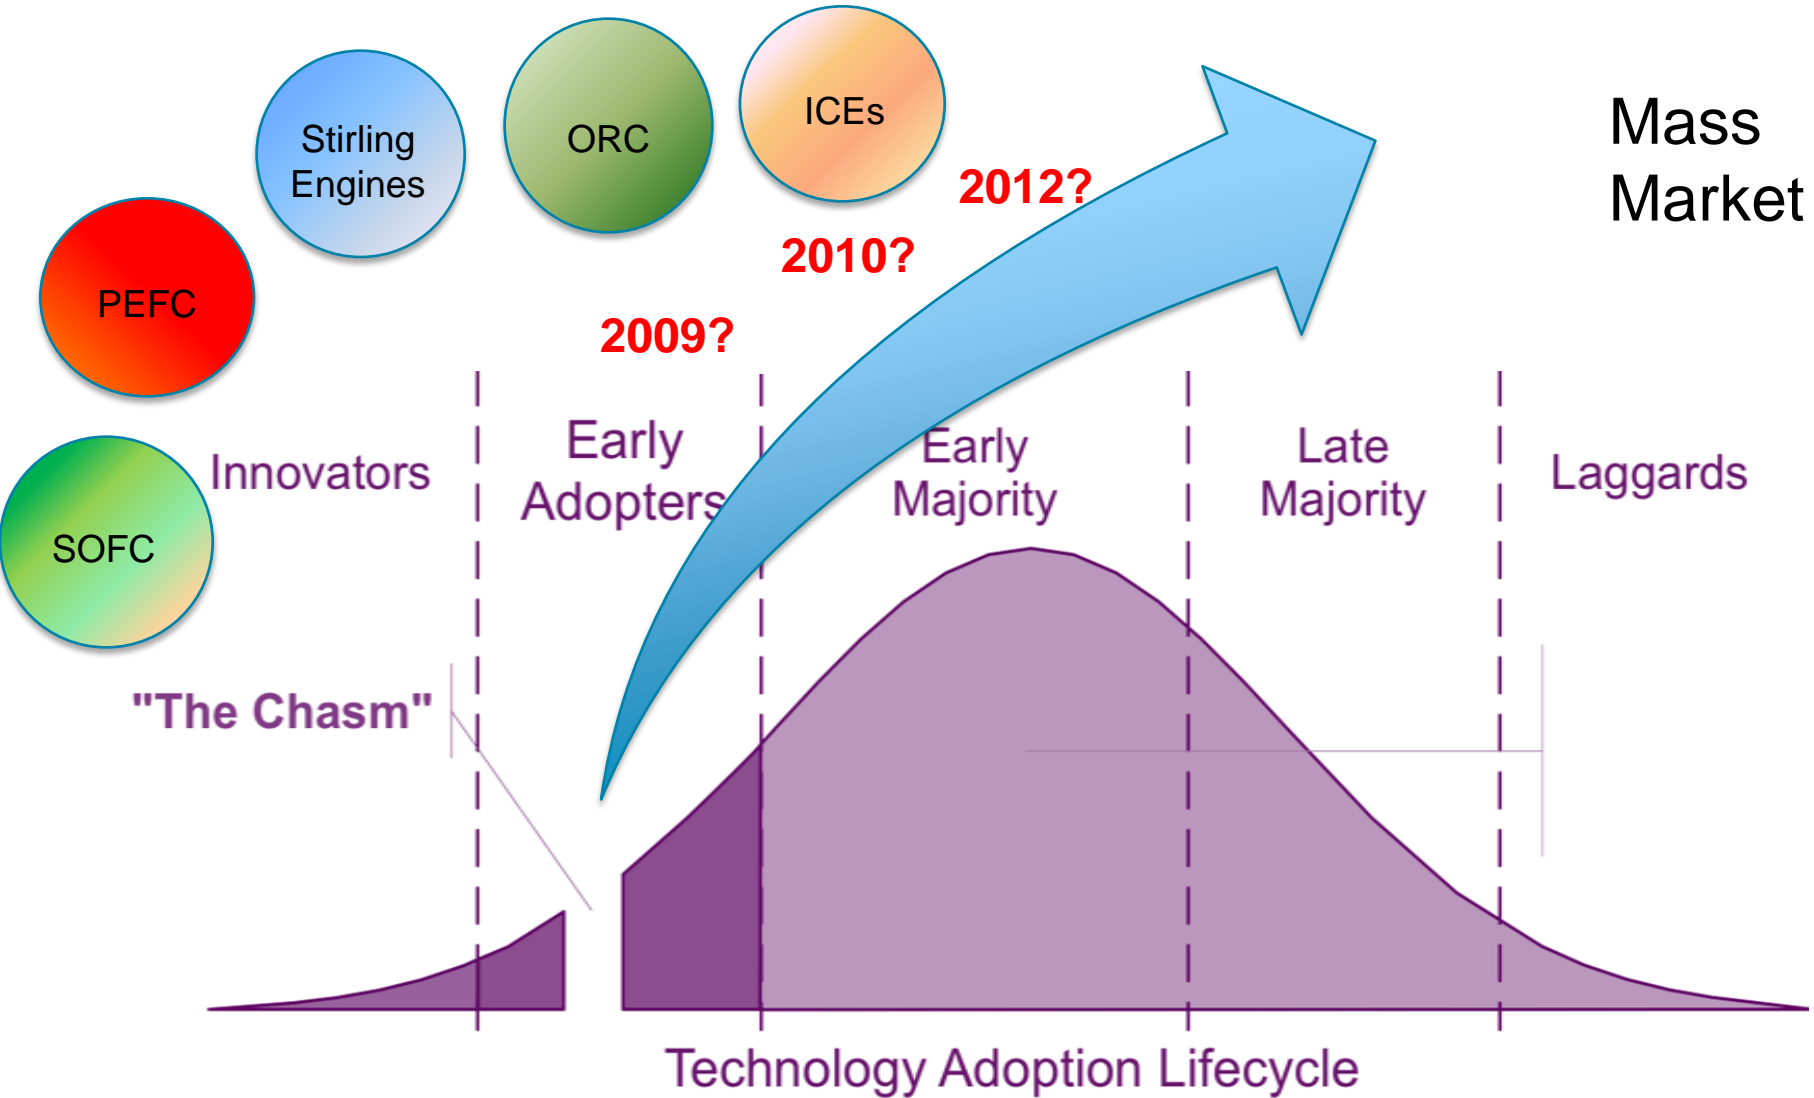 ICEs
Stirling
Engines
ORC
Mass
Market
2012?
2010?
PEFC
2009?
Early
Adopters
Early
Majority
Late
Majority
Innovators
Laggards
SOFC
"The Chasm"
Technology Adoption Lifecycle